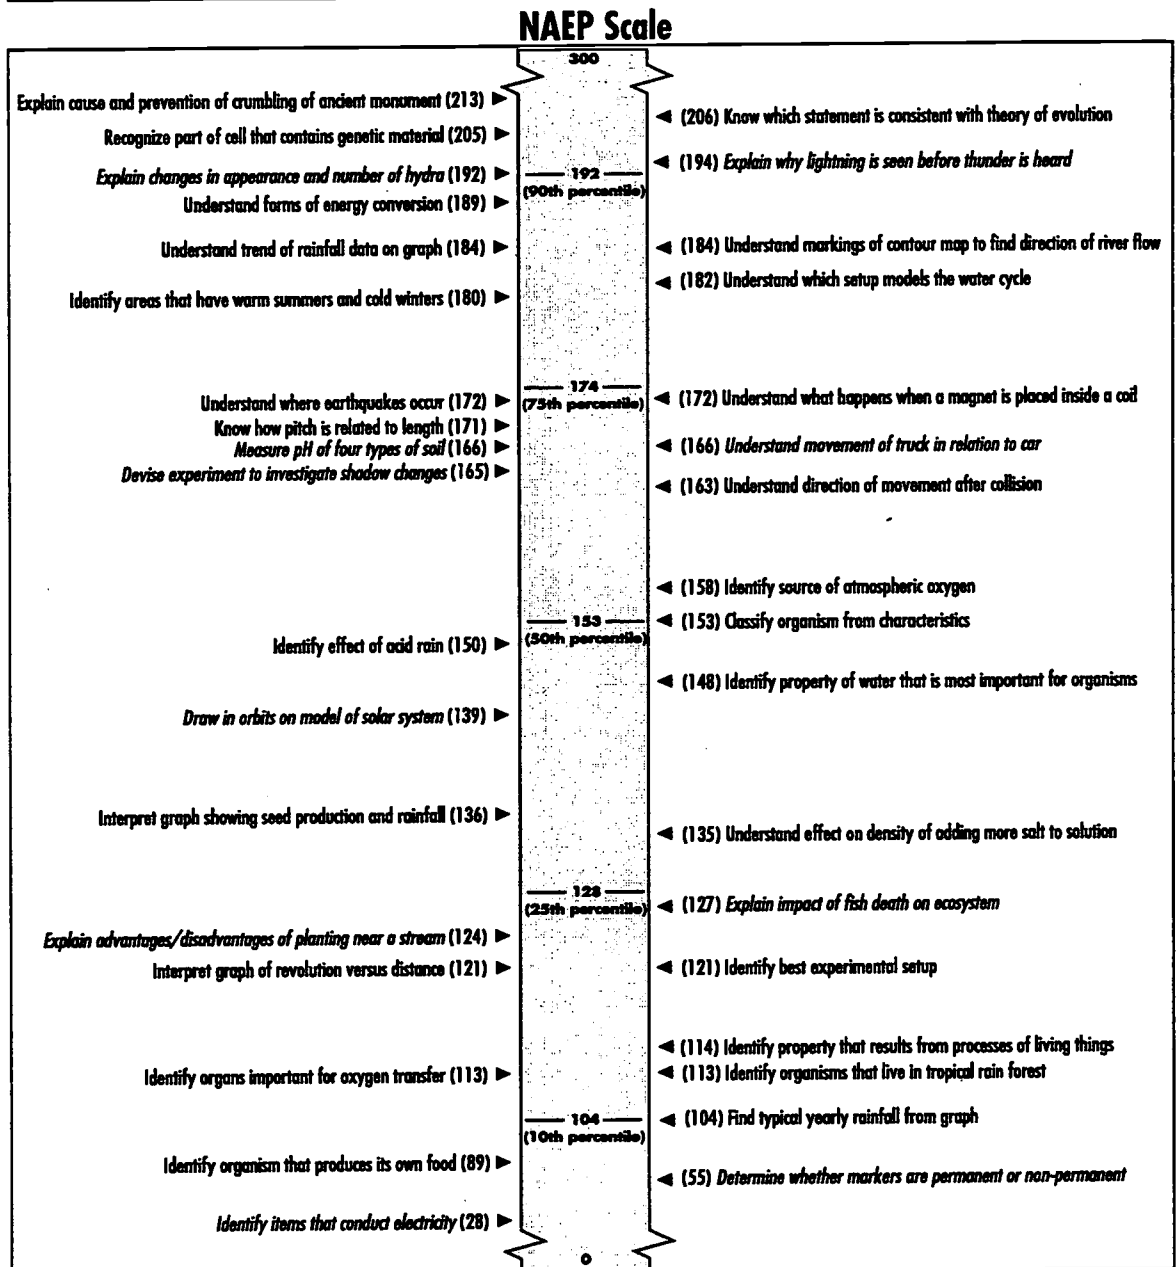 NAEP Scale
300
Explain cause and prevention of crumbling of ancient monument (213) ►
◄ (206) Know which statement is consistent with theory of evolution
Recognize part of cell that contains genetic material (205) ►
◄ (194) Explain why lightning is seen before thunder is heard
Explain changes in appearance and number of hydra (192) ►
192
(90th percentile)
Understand forms of energy conversion (189) ►
Understand trend of rainfall data on graph (184) ►
◄ (184) Understand markings of contour map to find direction of river flow
◄ (182) Understand which setup models the water cycle
Identify areas that have warm summers and cold winters (180) ►
174
(75th percentile)
Understand where earthquakes occur (172) ►
◄ (172) Understand what happens when a magnet is placed inside a coil
Know how pitch is related to length (171) ►
Measure pH of four types of soil (166) ►
◄ (166) Understand movement of truck in relation to car
Devise experiment to investigate shadow changes (165) ►
◄ (163) Understand direction of movement after collision
◄ (158) Identify source of atmospheric oxygen
153
(50th percentile)
◄ (153) Classify organism from characteristics
Identify effect of acid rain (150) ►
◄ (148) Identify property of water that is most important for organisms
Draw in orbits on model of solar system (139) ►
Interpret graph showing seed production and rainfall (136) ►
◄ (135) Understand effect on density of adding more salt to solution
128
(25th percentile)
◄ (127) Explain impact of fish death on ecosystem
Explain advantages/disadvantages of planting near a stream (124) ►
Interpret graph of revolution versus distance (121) ►
◄ (121) Identify best experimental setup
◄ (114) Identify property that results from processes of living things
Identify organs important for oxygen transfer (113) ►
◄ (113) Identify organisms that live in tropical rain forest
104
(10th percentile)
◄ (104) Find typical yearly rainfall from graph
Identify organism that produces its own food (89) ►
◄ (55) Determine whether markers are permanent or non-permanent
Identify items that conduct electricity (28) ►
0